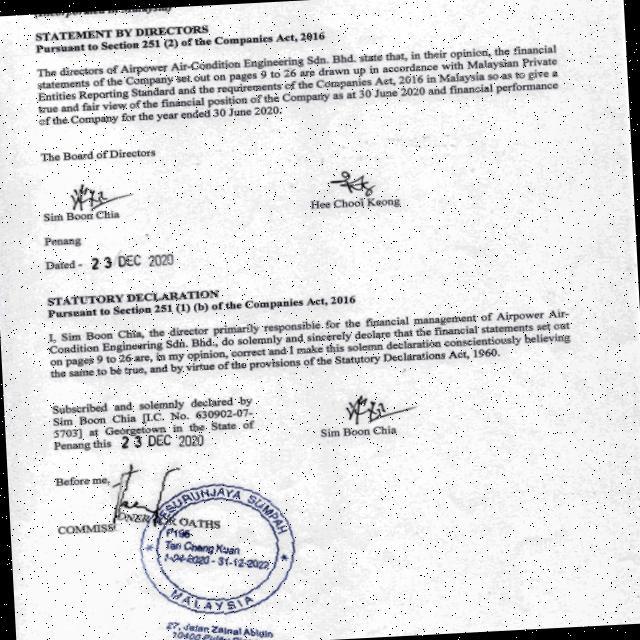 STATEMENT BY DIRECTORS
Pursuant to Section 251 (2) of the Companies Act, 2016
The directors of Airpower Air-Condition Engineering Sdn. Bhd. state that, in their opinion, the financial
statements of the Company set out on pages 9 to 26 are drawn up in accordance with Malaysian Private
Entities Reporting Standard and the requirements of the Companies Act, 2016 in Malaysia so as to give a
true and fair view of the financial position of the Company as at 30 June 2020 and financial performance
of the Company for the year ended 30 June 2020.
The Board of Directors
Sim Boon Chia
Hee Chooi Keong
Penang
Dated - 23 DEC 2020
STATUTORY DECLARATION
Pursuant to Section 251 (1) (b) of the Companies Act, 2016
I, Sim Boon Chia, the director primarily responsible for the financial management of Airpower Air-
Condition Engineering Sdn. Bhd., do solemnly and sincerely declare that the financial statements set out
on pages 9 to 26 are, in my opinion, correct and I make this solemn declaration conscientiously believing
the same to be true, and by virtue of the provisions of the Statutory Declarations Act, 1960.
Subscribed and solemnly declared by
Sim Boon Chia [I.C. No. 630902-07-
5703] at Georgetown in the State of
Penang this 23 DEC 2020
Sim Boon Chia
Before me,
COMMISSIONER FOR OATHS
PESURUHJAYA SUMPAH
P195
Tan Cheng Kuan
1-04-2020 - 31-12-2022
MALAYSIA
27, Jalan Zainal Abidin
10400